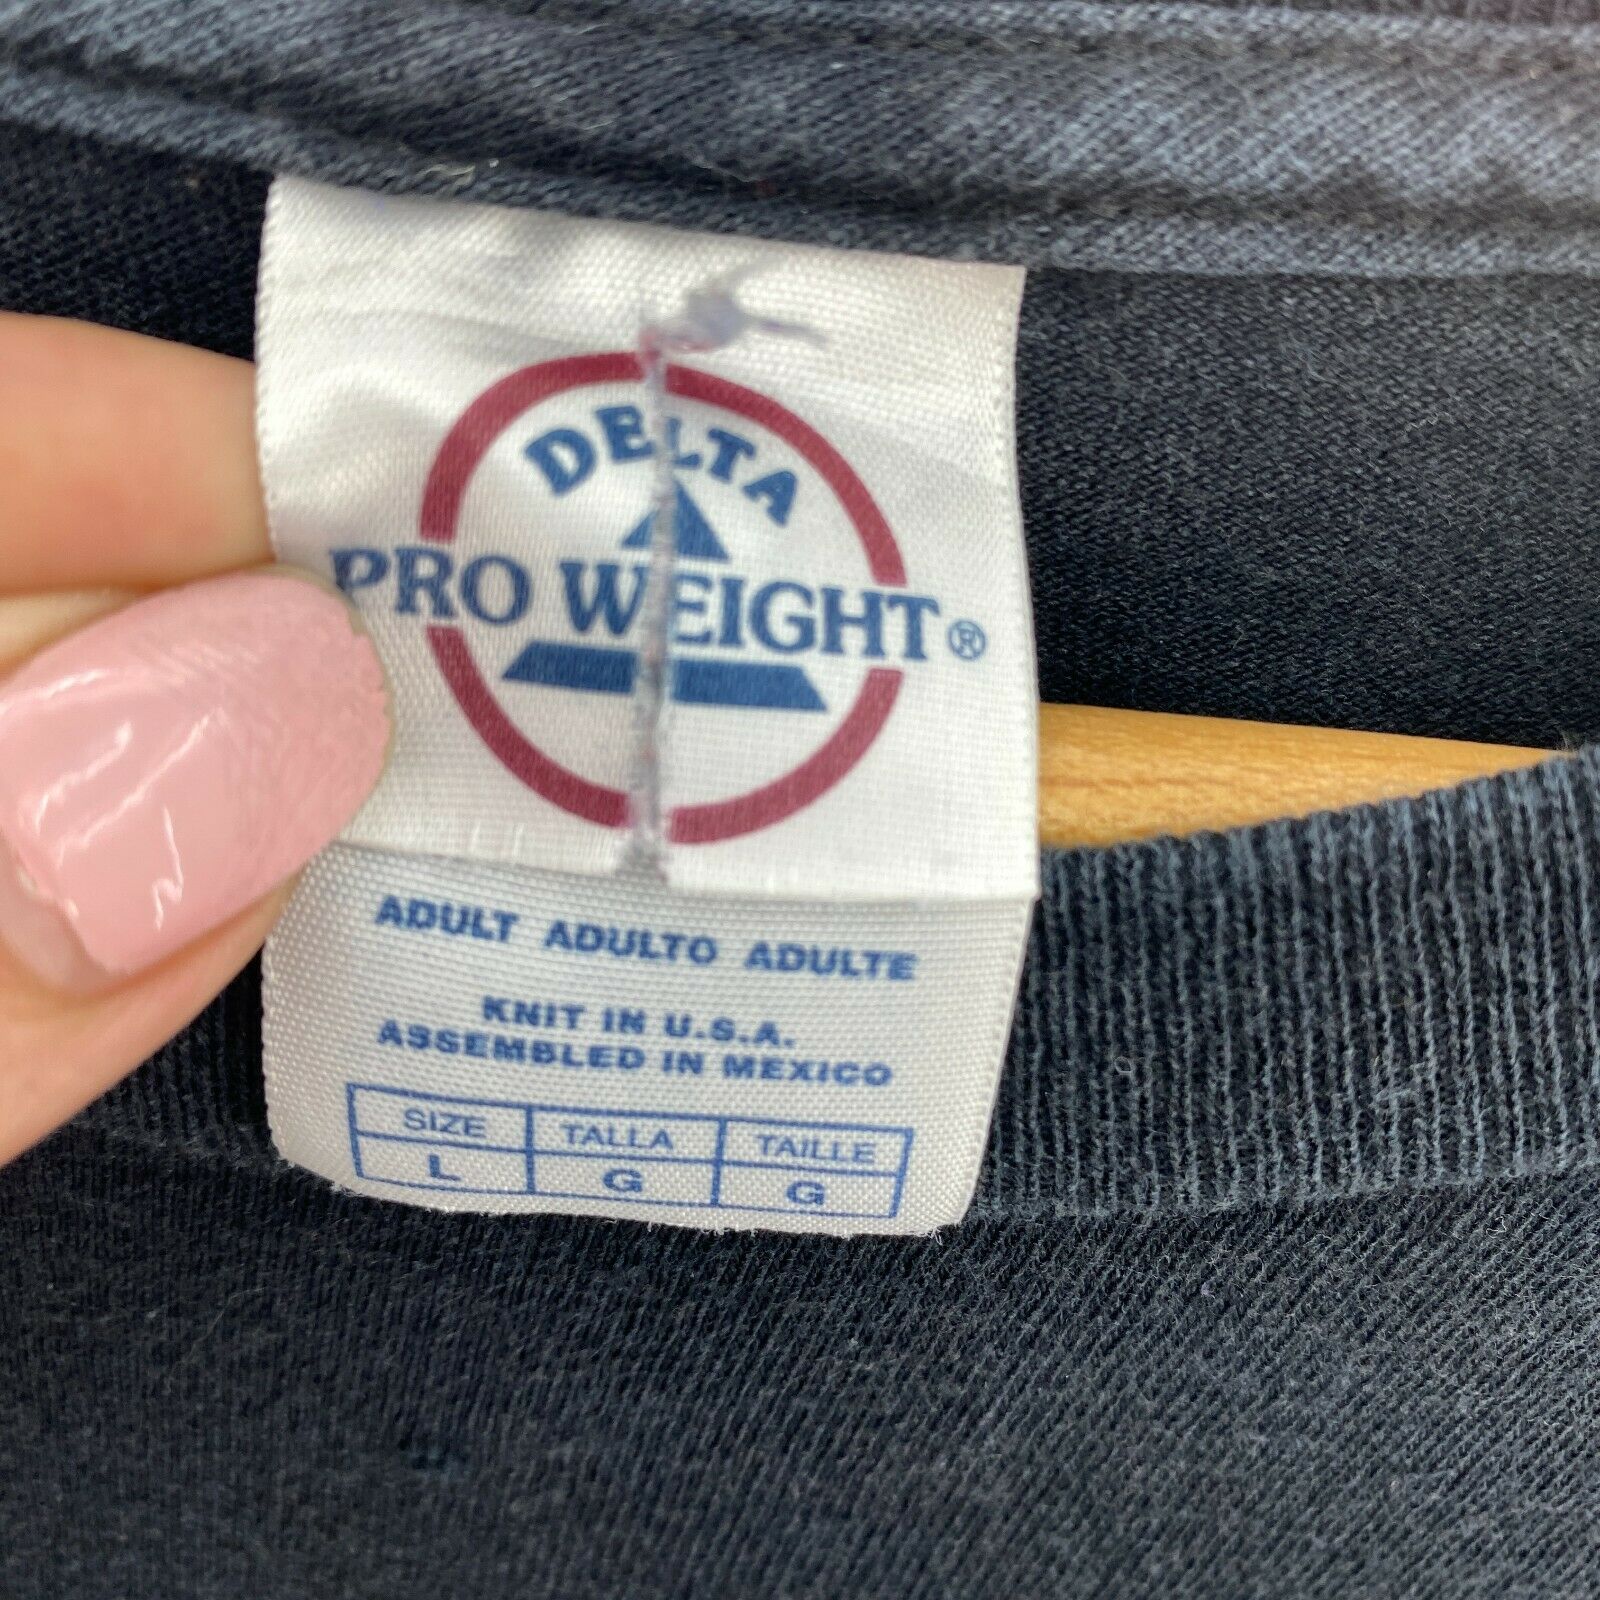 DELTA
PRO WEIGHT®
ADULT ADULTO ADULTE
KNIT IN U.S.A.
ASSEMBLED IN MEXICO
SIZE TALLA TAILLE
L G G